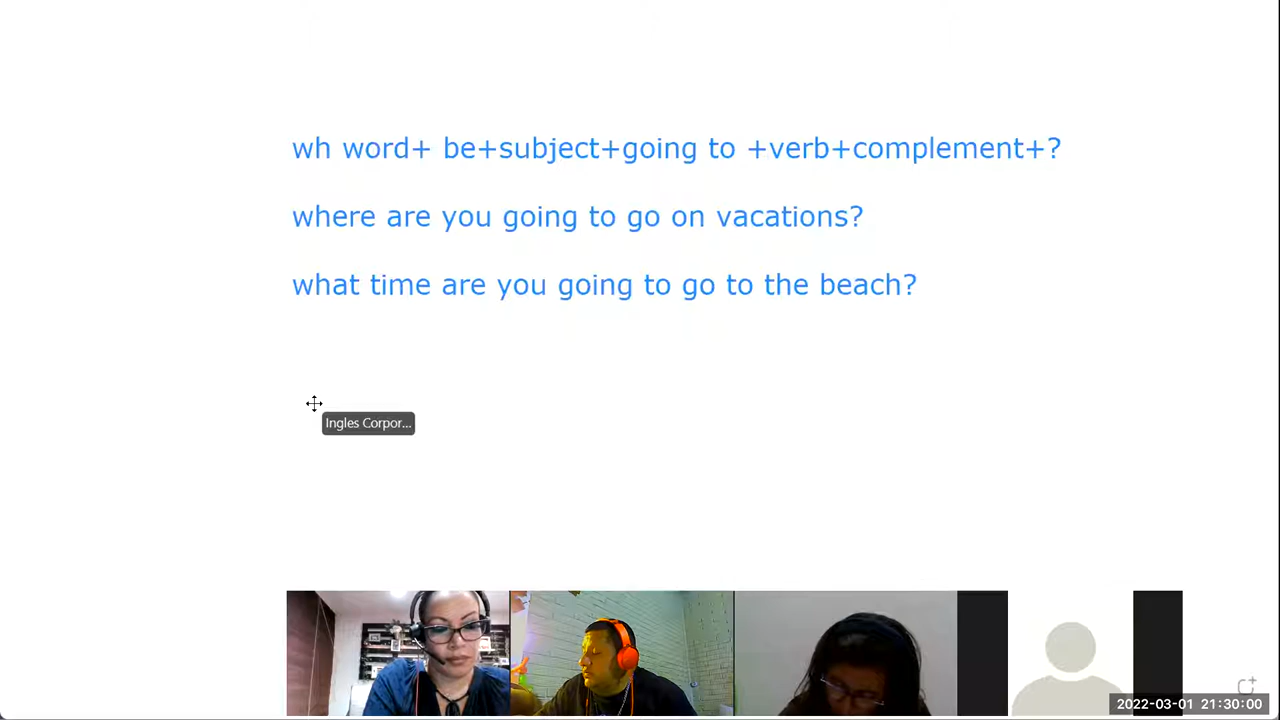 wh word+ be+subject+going to +verb+complement+?
where are you going to go on vacations?
what time are you going to go to the beach?
Ingles Corpor...
2022-03-01 21:30:00